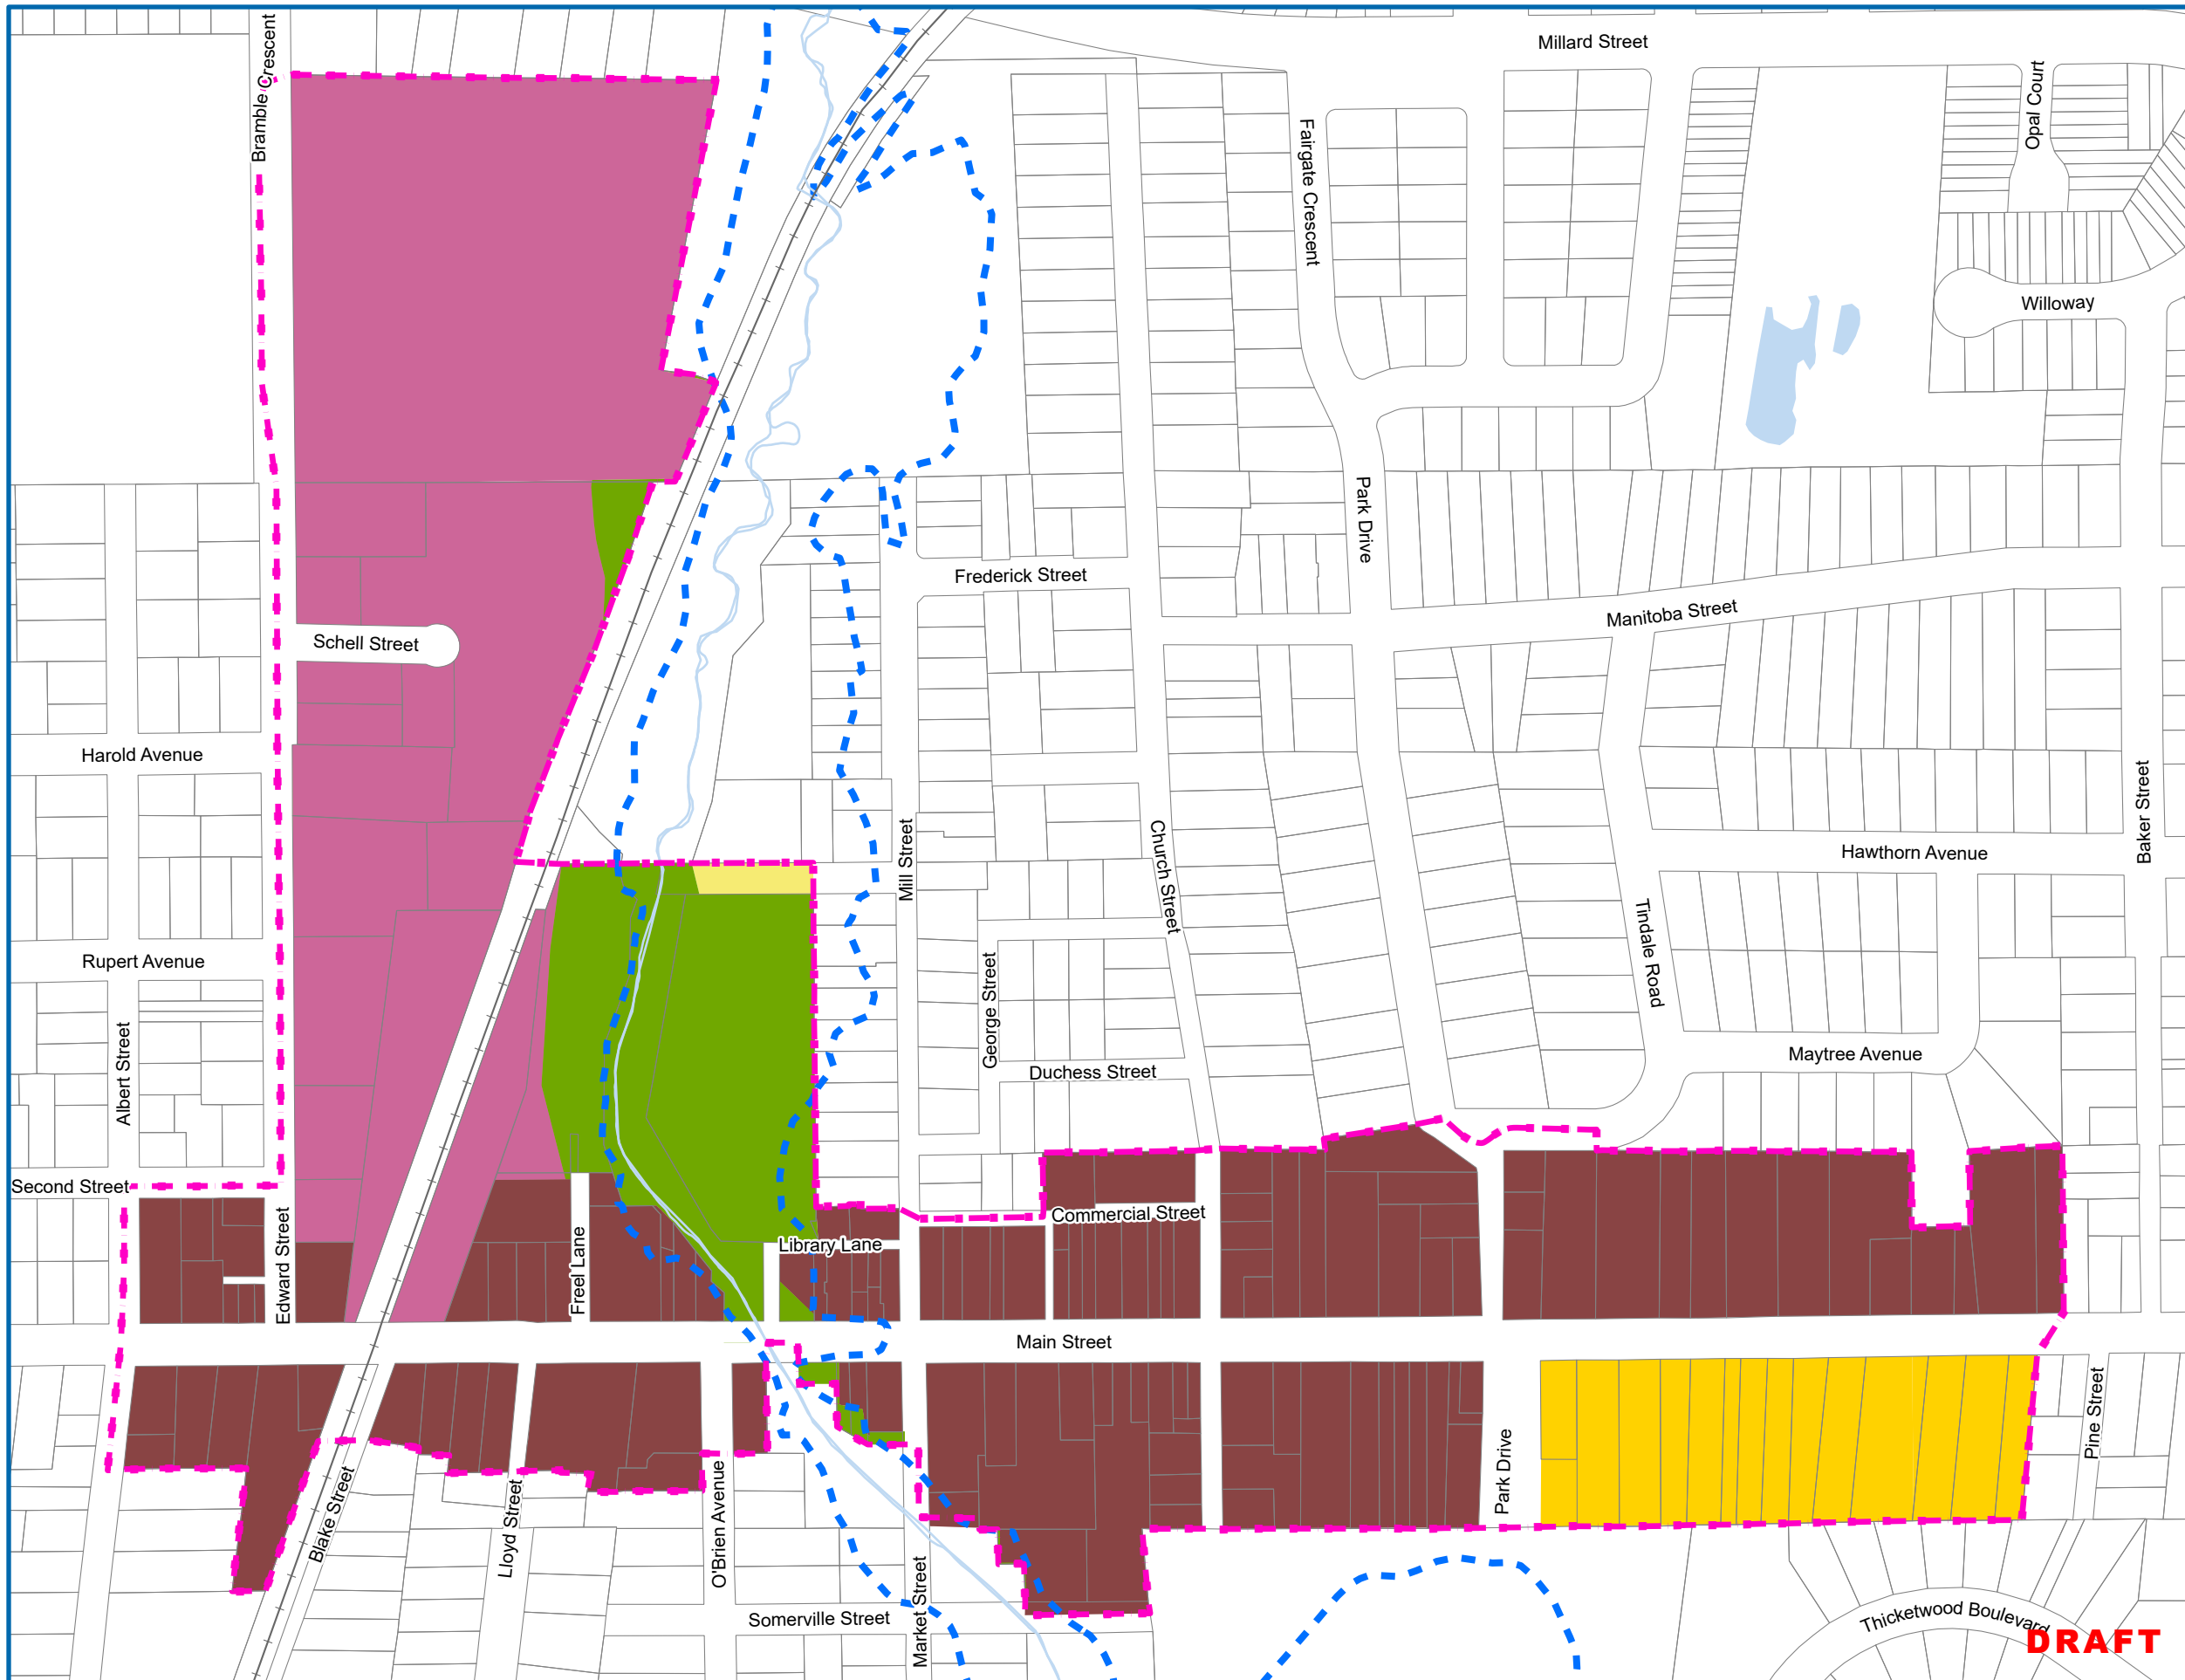 Millard Street
Bramble Crescent
Opal Court
Fairgate Crescent
Willoway
Park Drive
Frederick Street
Manitoba Street
Schell Street
Harold Avenue
Baker Street
Mill Street
Church Street
Hawthorn Avenue
Tindale Road
Rupert Avenue
George Street
Albert Street
Maytree Avenue
Duchess Street
Second Street
Commercial Street
Edward Street
Freel Lane
Library Lane
Main Street
Pine Street
Park Drive
Blake Street
Lloyd Street
O'Brien Avenue
Market Street
Somerville Street
Thicketwood Boulevard
DRAFT